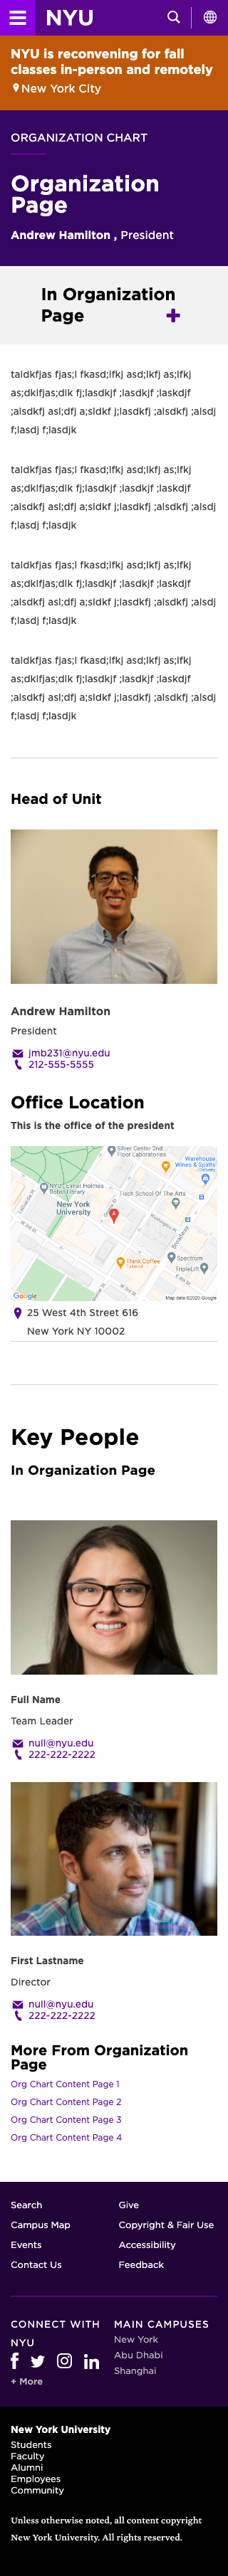 NYU
NYU is reconvening for fall
classes in-person and remotely
New York City
ORGANIZATION CHART
Organization
Page
Andrew Hamilton , President
In Organization
Page
taldkfjas fjas;l fkasd;lfkj asd;lkfj as;lfkj
as;dklfjas;dlk fj;lasdkjf ;lasdkjf ;laskdjf
;alsdkfj asl;dfj a;sldkf j;lasdkfj ;alsdkfj ;alsdj
f;lasdj f;lasdjk
taldkfjas fjas;l fkasd;lfkj asd;lkfj as;lfkj
as;dklfjas;dlk fj;lasdkjf ;lasdkjf ;laskdjf
;alsdkfj asl;dfj a;sldkf j;lasdkfj ;alsdkfj ;alsdj
f;lasdj f;lasdjk
taldkfjas fjas;l fkasd;lfkj asd;lkfj as;lfkj
as;dklfjas;dlk fj;lasdkjf ;lasdkjf ;laskdjf
;alsdkfj asl;dfj a;sldkf j;lasdkfj ;alsdkfj ;alsdj
f;lasdj f;lasdjk
taldkfjas fjas;l fkasd;lfkj asd;lkfj as;lfkj
as;dklfjas;dlk fj;lasdkjf ;lasdkjf ;laskdjf
;alsdkfj asl;dfj a;sldkf j;lasdkfj ;alsdkfj ;alsdj
f;lasdj f;lasdjk
Head of Unit
Andrew Hamilton
President
jmb231@nyu.edu
212-555-5555
Office Location
This is the office of the president
Silver Center 2nd
Floor Laboratories
Warehouse
Wines & Spirits
NYU Elmer Holmes
Bobst Library
Tisch School Of The Arts
New York
University
A
Broadway
Think Coffee
Spectrum
TripleLift
Google
Map data ©2020 Google
25 West 4th Street 616
New York NY 10002
Key People
In Organization Page
Full Name
Team Leader
null@nyu.edu
222-222-2222
First Lastname
Director
null@nyu.edu
222-222-2222
More From Organization
Page
Org Chart Content Page 1
Org Chart Content Page 2
Org Chart Content Page 3
Org Chart Content Page 4
Search
Give
Campus Map
Copyright & Fair Use
Events
Accessibility
Contact Us
Feedback
CONNECT WITH
NYU
+ More
MAIN CAMPUSES
New York
Abu Dhabi
Shanghai
New York University
Students
Faculty
Alumni
Employees
Community
Unless otherwise noted, all content copyright
New York University. All rights reserved.